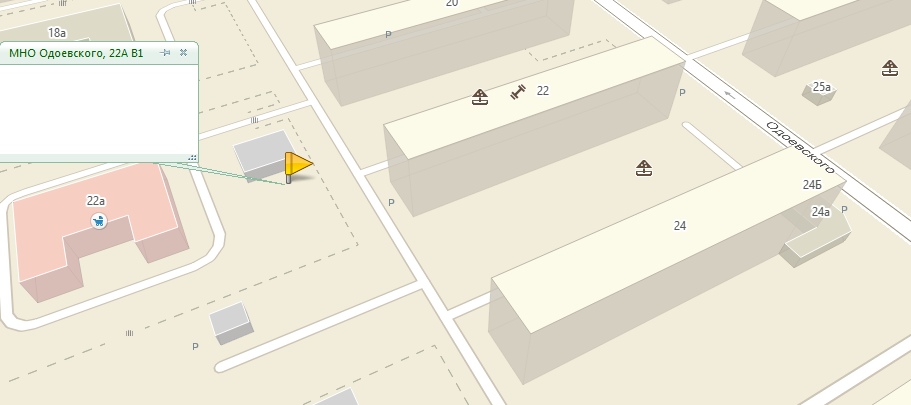 20
18а
P
МНО Одоевского, 22А В1
22
P
25а
Одоевского
24Б
P
22а
24а
P
24
P